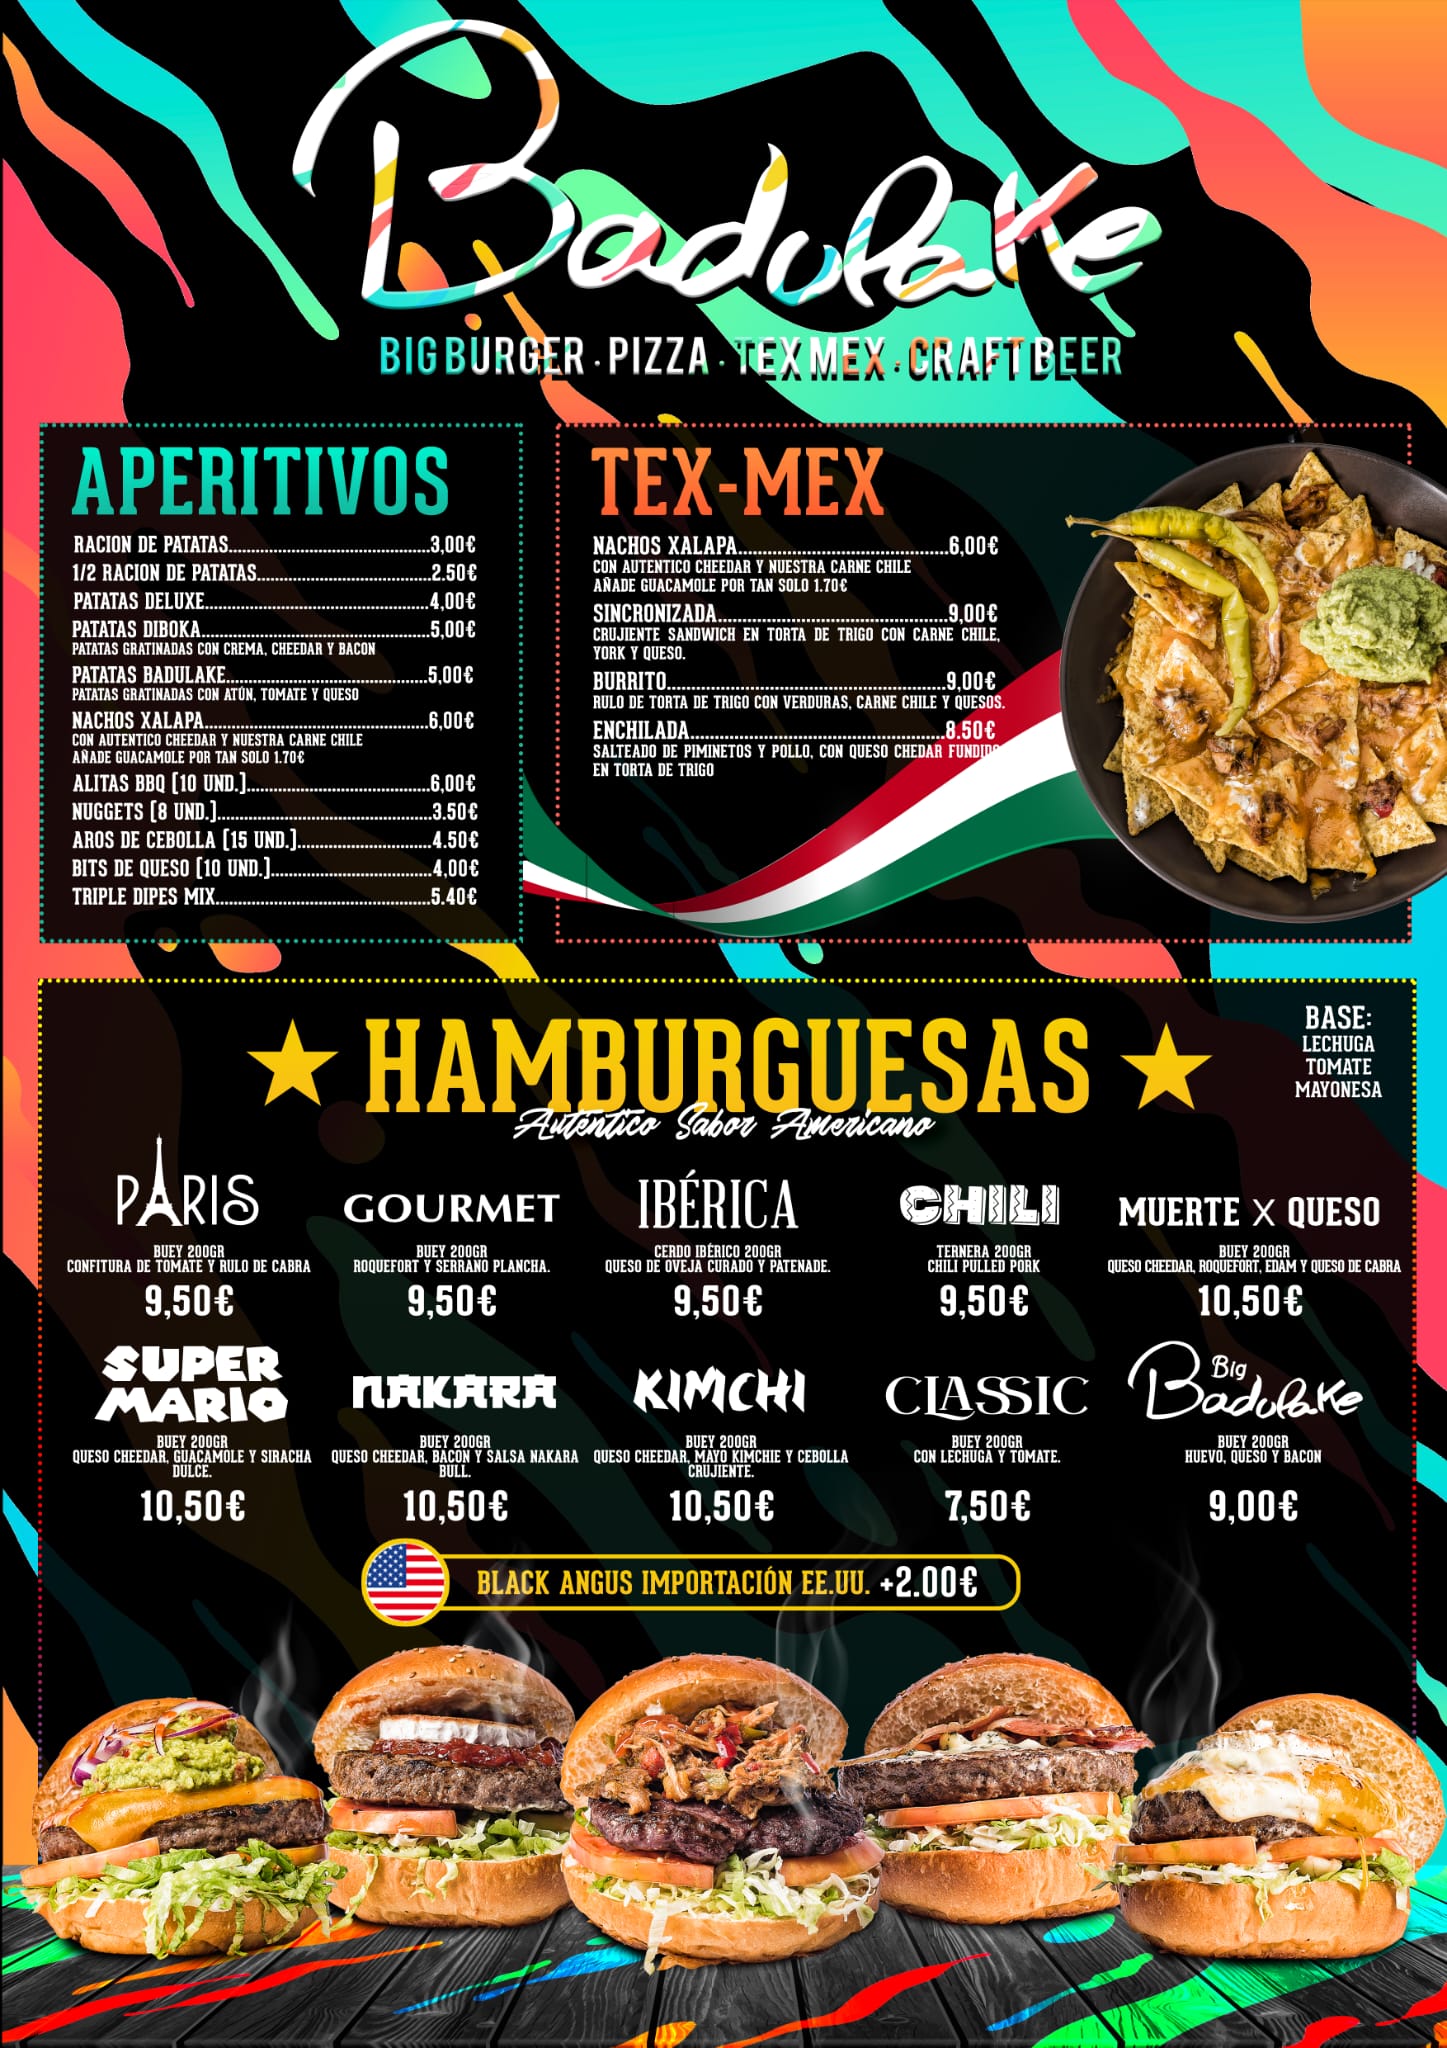 Badulake
BIG BURGER · PIZZA · TEX MEX · CRAFT BEER
APERITIVOS
RACION DE PATATAS 3,00€
1/2 RACION DE PATATAS 2.50€
PATATAS DELUXE 4,00€
PATATAS DIBOKA 5,00€
PATATAS GRATINADAS CON CREMA, CHEEDAR Y BACON
PATATAS BADULAKE 5,00€
PATATAS GRATINADAS CON ATÚN, TOMATE Y QUESO
NACHOS XALAPA 6,00€
CON AUTENTICO CHEEDAR Y NUESTRA CARNE CHILE
AÑADE GUACAMOLE POR TAN SOLO 1.70€
ALITAS BBQ (10 UND.) 6,00€
NUGGETS (8 UND.) 3.50€
AROS DE CEBOLLA (15 UND.) 4.50€
BITS DE QUESO (10 UND.) 4,00€
TRIPLE DIPES MIX 5.40€
TEX-MEX
NACHOS XALAPA 6,00€
CON AUTENTICO CHEEDAR Y NUESTRA CARNE CHILE
AÑADE GUACAMOLE POR TAN SOLO 1.70€
SINCRONIZADA 9,00€
CRUJIENTE SANDWICH EN TORTA DE TRIGO CON CARNE CHILE,
YORK Y QUESO.
BURRITO 9,00€
RULO DE TORTA DE TRIGO CON VERDURAS, CARNE CHILE Y QUESOS.
ENCHILADA 8.50€
SALTEADO DE PIMINETOS Y POLLO, CON QUESO CHEDAR FUNDIDO
EN TORTA DE TRIGO
HAMBURGUESAS
Autentico Sabor Americano
BASE:
LECHUGA
TOMATE
MAYONESA
PARIS
BUEY 200GR
CONFITURA DE TOMATE Y RULO DE CABRA
9,50€
GOURMET
BUEY 200GR
ROQUEFORT Y SERRANO PLANCHA.
9,50€
IBÉRICA
CERDO IBÉRICO 200GR
QUESO DE OVEJA CURADO Y PATENADE.
9,50€
CHILI
TERNERA 200GR
CHILI PULLED PORK
9,50€
MUERTE X QUESO
BUEY 200GR
QUESO CHEEDAR, ROQUEFORT, EDAM Y QUESO DE CABRA
10,50€
SUPER
MARIO
BUEY 200GR
QUESO CHEEDAR, GUACAMOLE Y SIRACHA
DULCE.
10,50€
NAKARA
BUEY 200GR
QUESO CHEEDAR, BACON Y SALSA NAKARA
BULL.
10,50€
KIMCHI
BUEY 200GR
QUESO CHEEDAR, MAYO KIMCHIE Y CEBOLLA
CRUJIENTE.
10,50€
CLASSIC
BUEY 200GR
CON LECHUGA Y TOMATE.
7,50€
Big
Badulake
BUEY 200GR
HUEVO, QUESO Y BACON
9,00€
BLACK ANGUS IMPORTACIÓN EE.UU. +2.00€